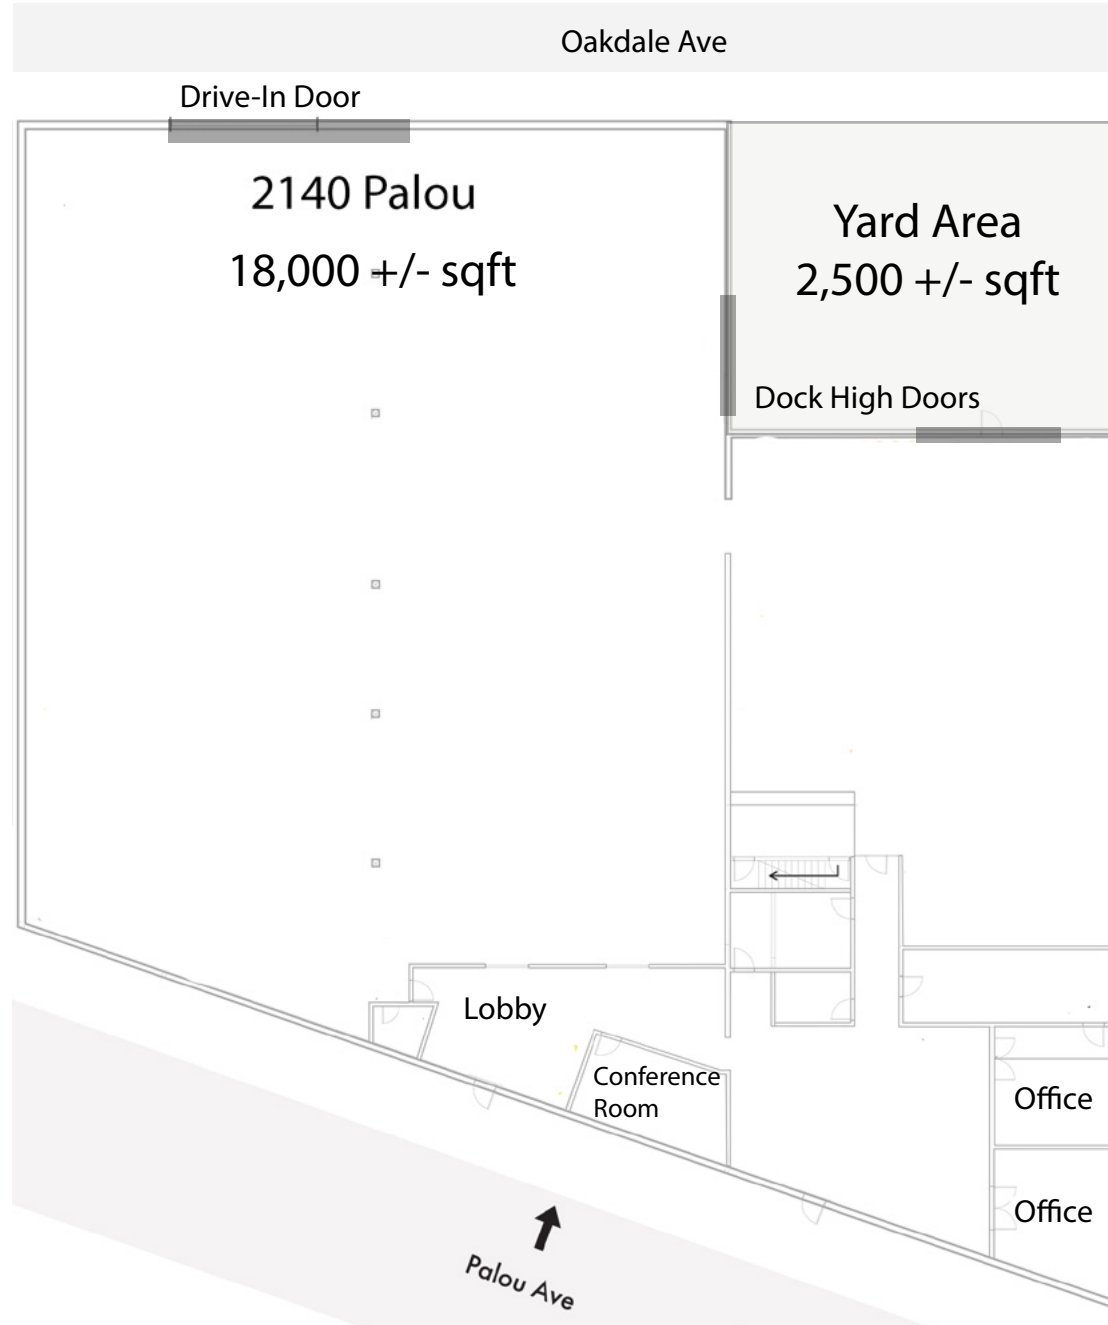 Oakdale Ave
Drive-In Door
2140 Palou
18,000 +/- sqft
Yard Area
2,500 +/- sqft
Dock High Doors
Lobby
Conference
Room
Office
Office
Palou Ave